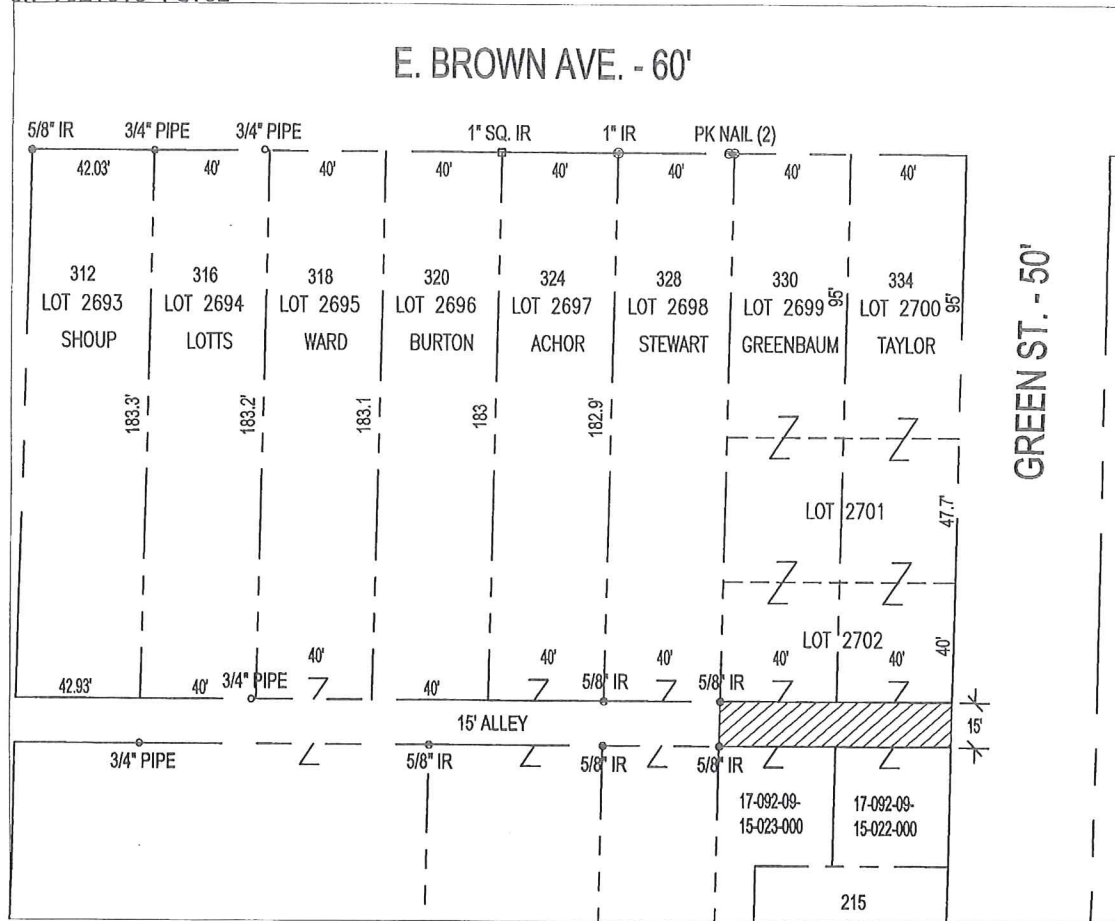 E. BROWN AVE. - 60'
5/8" IR 3/4" PIPE 3/4" PIPE 1" SQ. IR 1" IR PK NAIL (2)
42.03' 40' 40' 40' 40' 40' 40' 40'
312 316 318 320 324 328 330 334
LOT 2693 LOT 2694 LOT 2695 LOT 2696 LOT 2697 LOT 2698 LOT 2699 95' LOT 2700 95'
SHOUP LOTTS WARD BURTON ACHOR STEWART GREENBAUM TAYLOR
GREEN ST. - 50'
183.3' 183.2' 183.1 183 182.9'
LOT 2701 47.7'
LOT 2702 40'
40' 40' 40' 40' 40'
42.93' 40' 3/4" PIPE 40' 5/8" IR 5/8" IR
15' ALLEY 15'
3/4" PIPE 5/8" IR 5/8" IR 5/8" IR
17-092-09-
15-023-000
17-092-09-
15-022-000
215